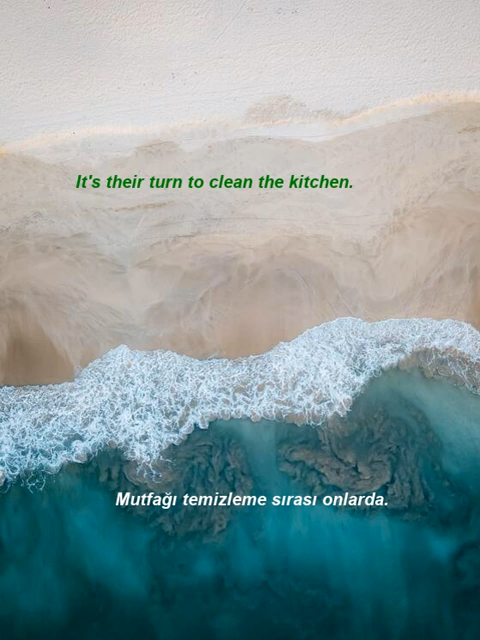 It's their turn to clean the kitchen.
Mutfağı temizleme sırası onlarda.